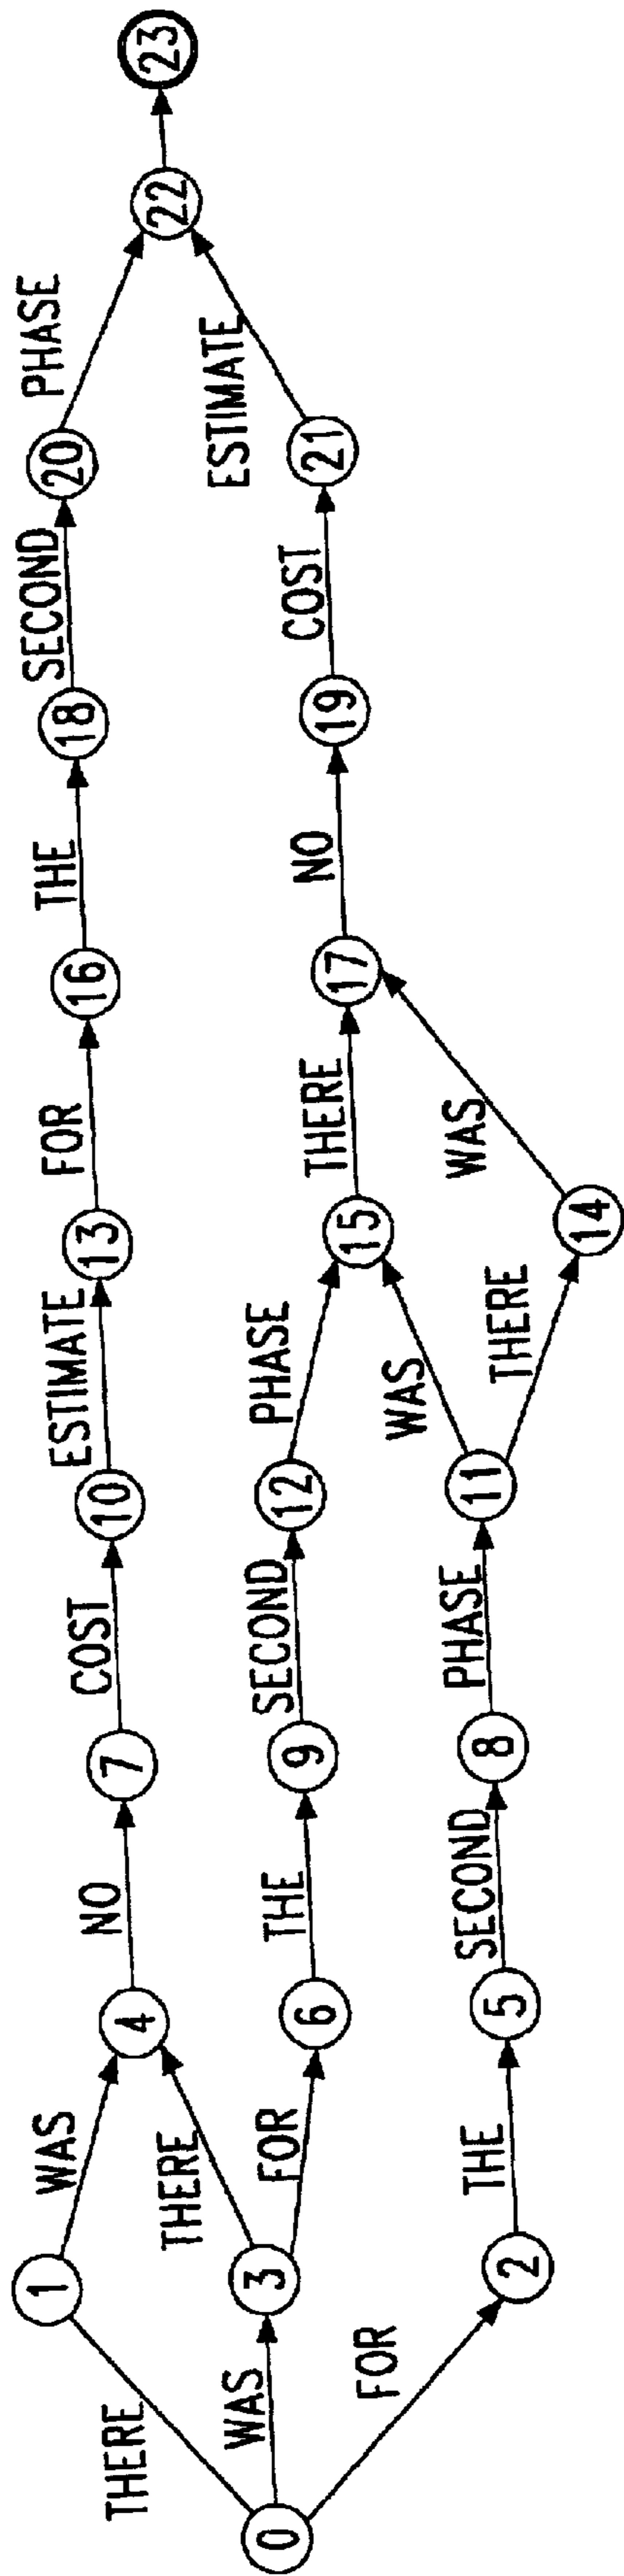 0
THERE
1
WAS
4
NO
7
COST
10
ESTIMATE
13
FOR
16
THE
18
SECOND
20
PHASE
22
23
WAS
3
THERE
FOR
6
THE
9
SECOND
12
PHASE
15
THERE
17
NO
19
COST
21
ESTIMATE
FOR
2
THE
5
SECOND
8
PHASE
11
WAS
THERE
14
WAS